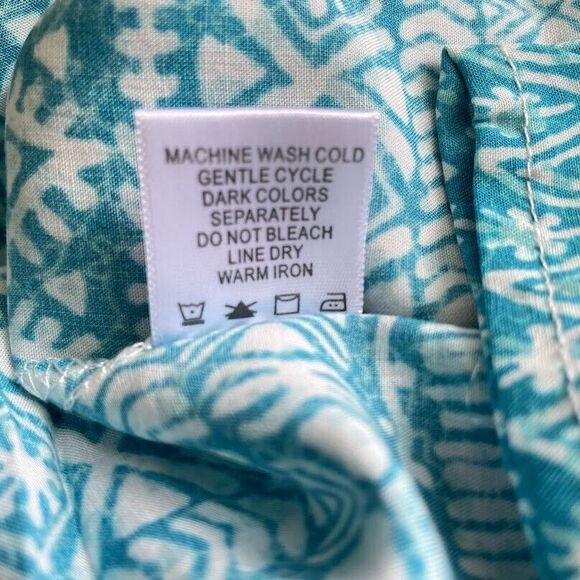 MACHINE WASH COLD
GENTLE CYCLE
DARK COLORS
SEPARATELY
DO NOT BLEACH
LINE DRY
WARM IRON